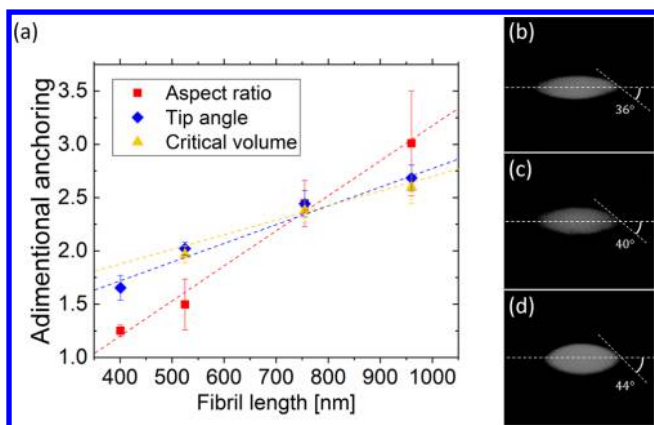 (a)
Adimentional anchoring
3.5
3.0
2.5
2.0
1.5
1.0
Aspect ratio
Tip angle
Critical volume
400 500 600 700 800 900 1000
Fibril length [nm]
(b)
36°
(c)
40°
(d)
44°